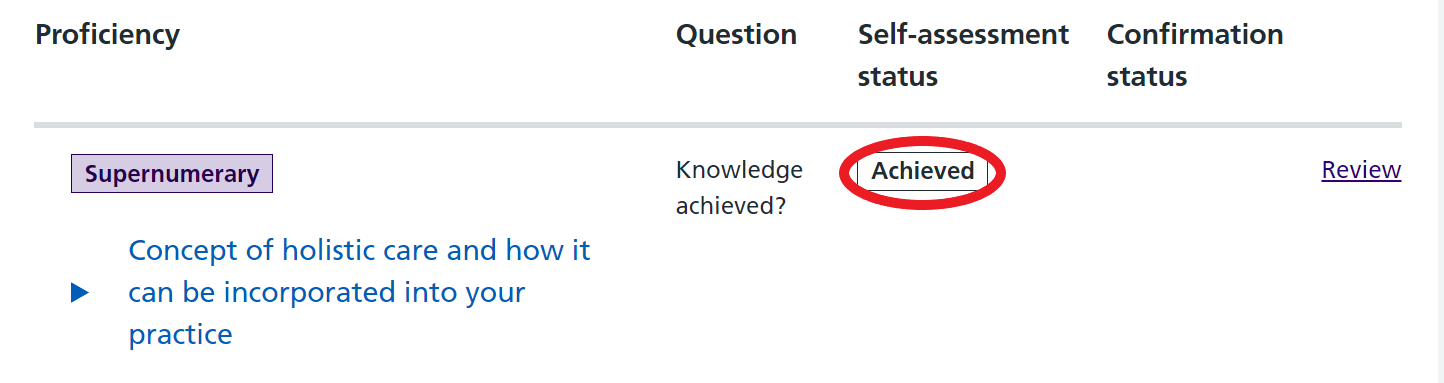 Proficiency
Question
Self-assessment
status
Confirmation
status
Supernumerary
Knowledge
achieved?
Achieved
Review
Concept of holistic care and how it
can be incorporated into your
practice